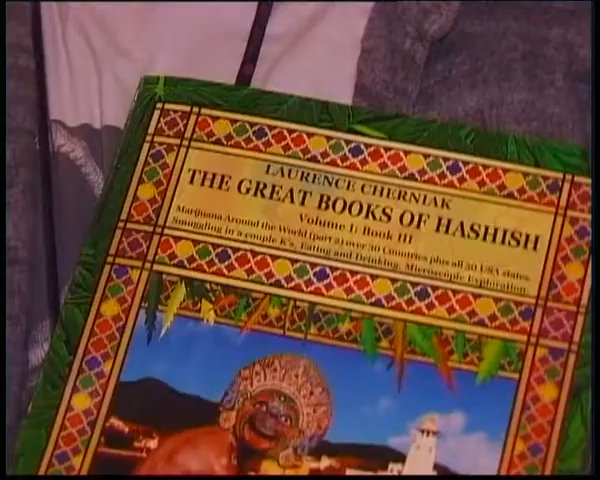 LAURENCE CHERNIAK
THE GREAT BOOKS OF HASHISH
Volume I: Book III
Marijuana Around the World (part 2) over 30 Countries plus all 50 USA states.
Smuggling in a couple K's, Eating and Drinking, Microscopic Exploration.